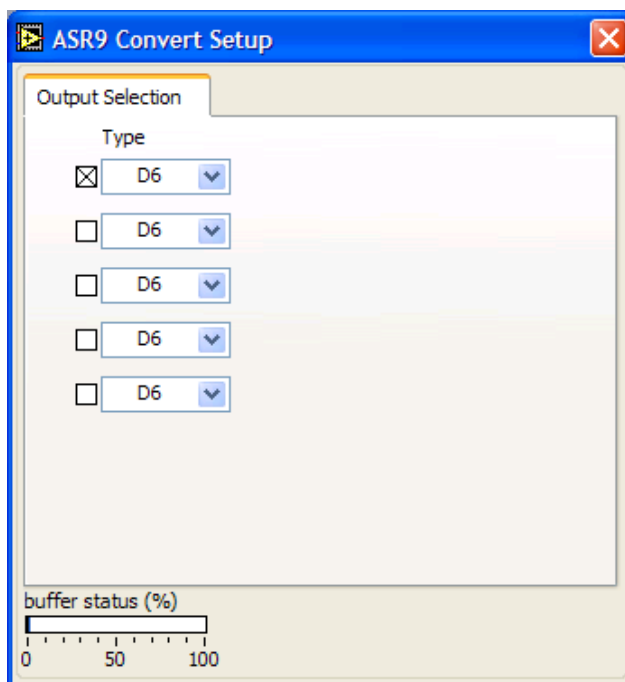 ASR9 Convert Setup
Output Selection
Type
D6
D6
D6
D6
D6
buffer status (%)
0 50 100